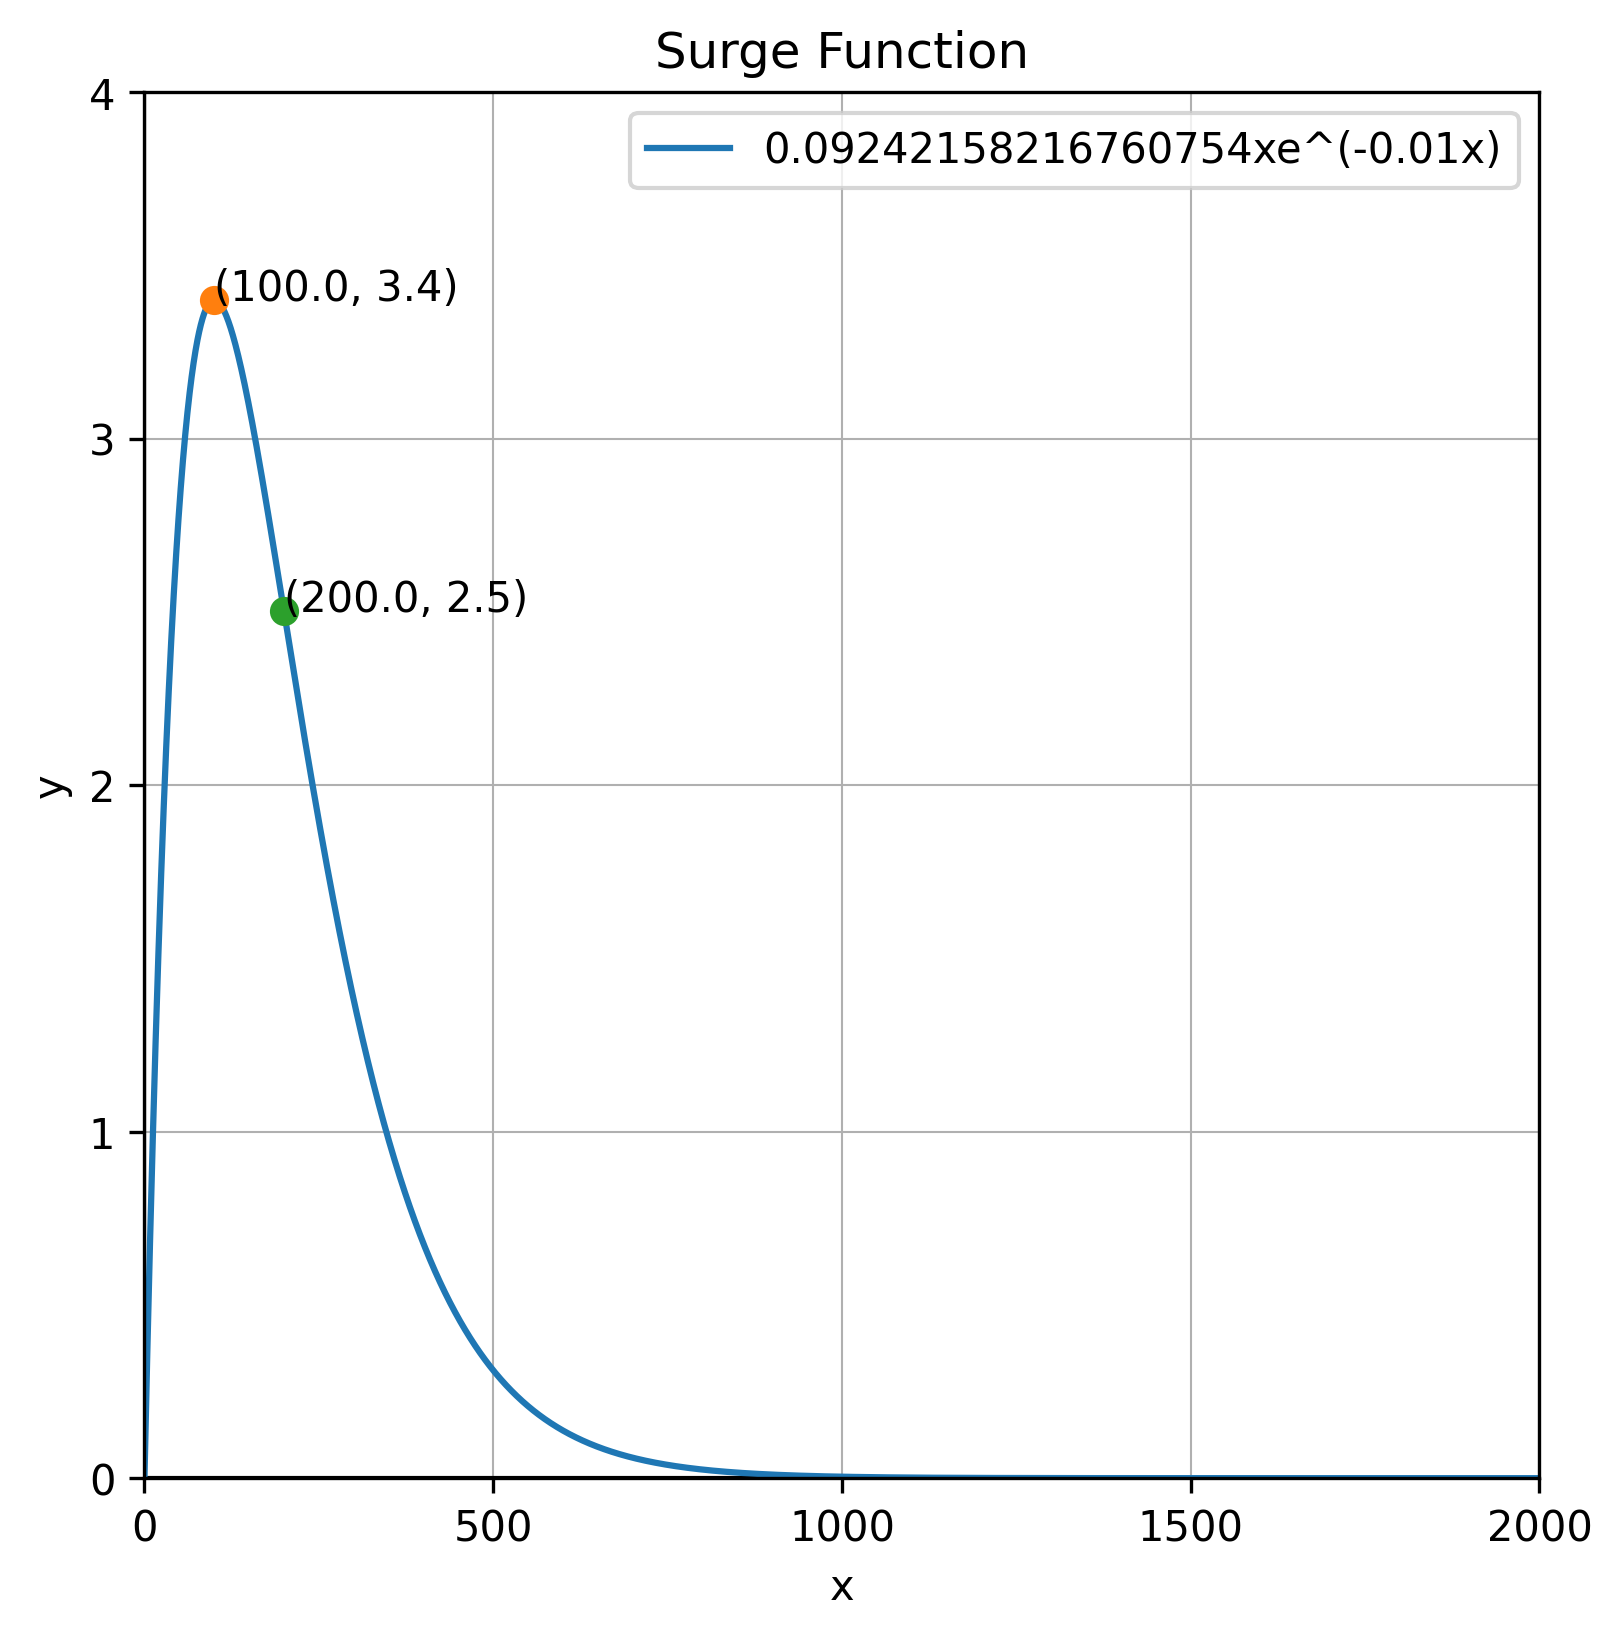 Surge Function
4
0.09242158216760754xe^(-0.01x)
(100.0, 3.4)
3
(200.0, 2.5)
y
2
1
0
0 500 1000 1500 2000
x